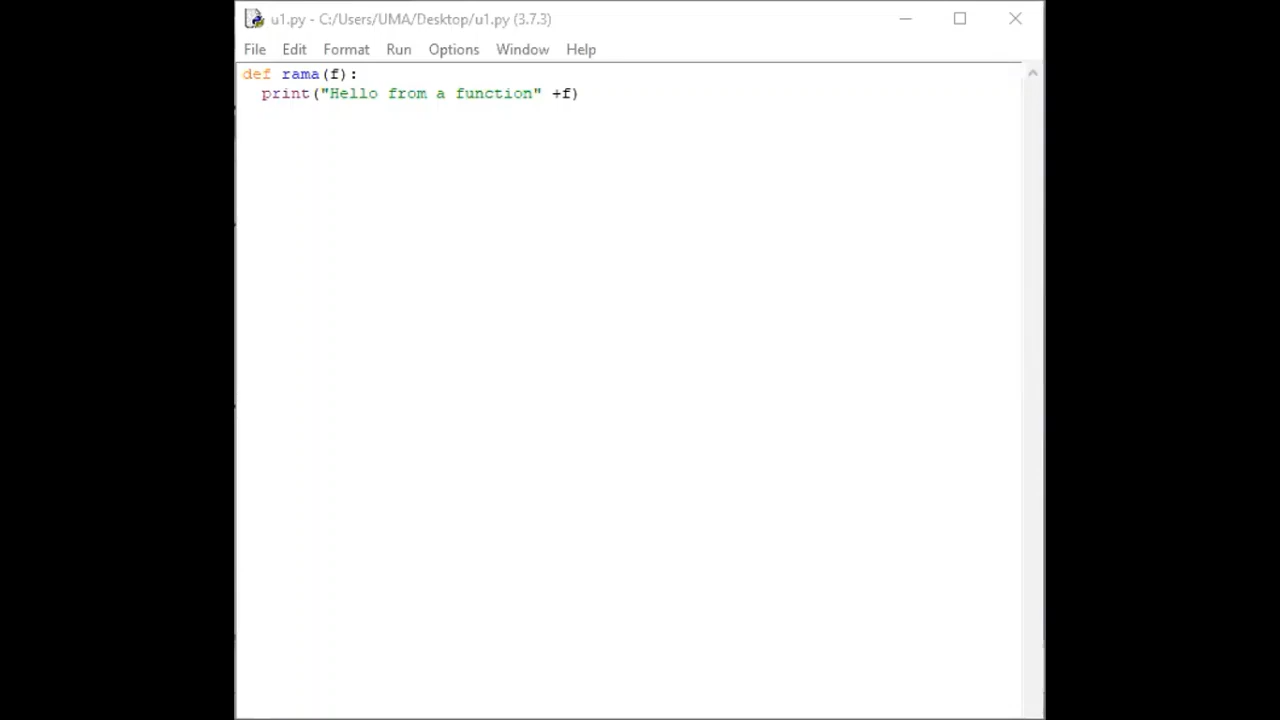 u1.py - C:/Users/UMA/Desktop/u1.py (3.7.3)
File Edit Format Run Options Window Help
def rama(f):
  print("Hello from a function" +f)